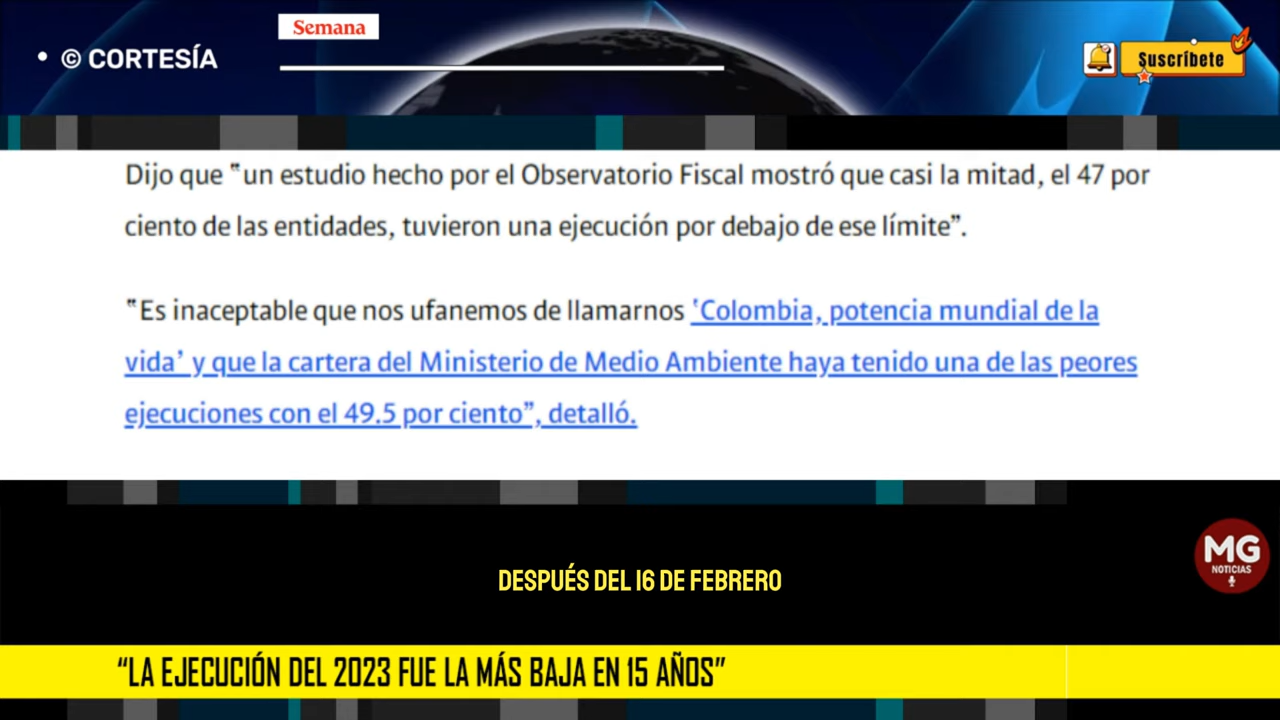 Semana
• © CORTESÍA
Suscríbete
Dijo que “un estudio hecho por el Observatorio Fiscal mostró que casi la mitad, el 47 por
ciento de las entidades, tuvieron una ejecución por debajo de ese límite”.
“Es inaceptable que nos ufanemos de llamarnos ‘Colombia, potencia mundial de la
vida’ y que la cartera del Ministerio de Medio Ambiente haya tenido una de las peores
ejecuciones con el 49.5 por ciento”, detalló.
MG
NOTICIAS
DESPUÉS DEL 16 DE FEBRERO
“LA EJECUCIÓN DEL 2023 FUE LA MÁS BAJA EN 15 AÑOS”